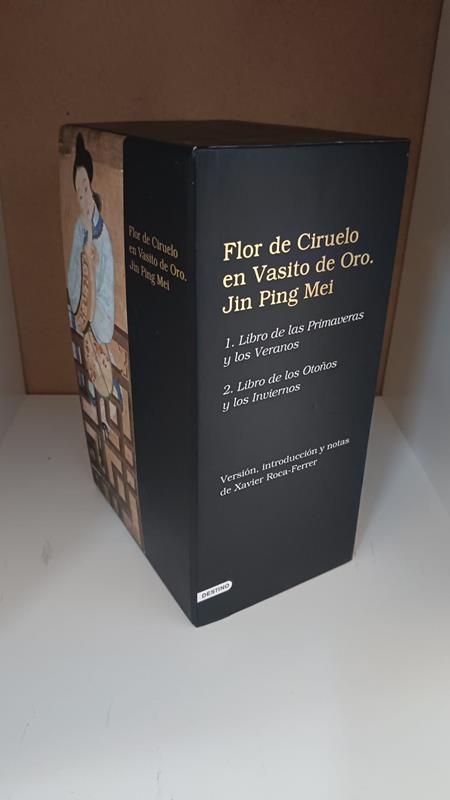 Flor de Ciruelo
en Vasito de Oro.
Jin Ping Mei
Flor de Ciruelo
en Vasito de Oro.
Jin Ping Mei
1. Libro de las Primaveras
y los Veranos
2. Libro de los Otoños
y los Inviernos
Versión, introducción y notas
de Xavier Roca-Ferrer
DESTINO